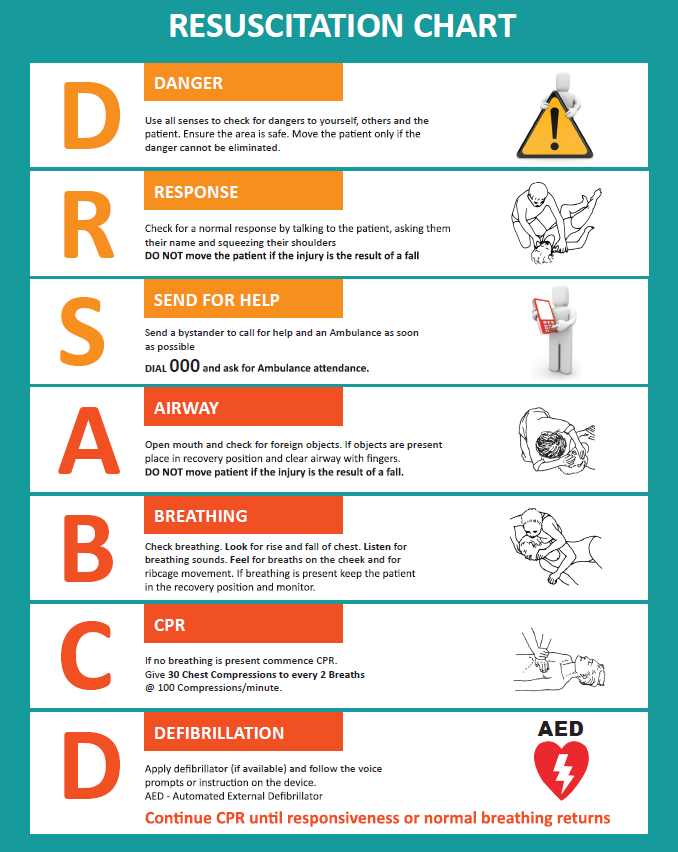 RESUSCITATION CHART
D
DANGER
Use all senses to check for dangers to yourself, others and the
patient. Ensure the area is safe. Move the patient only if the
danger cannot be eliminated.
R
RESPONSE
Check for a normal response by talking to the patient, asking them
their name and squeezing their shoulders
DO NOT move the patient if the injury is the result of a fall
S
SEND FOR HELP
Send a bystander to call for help and an Ambulance as soon
as possible
DIAL 000 and ask for Ambulance attendance.
A
AIRWAY
Open mouth and check for foreign objects. If objects are present
place in recovery position and clear airway with fingers.
DO NOT move patient if the injury is the result of a fall.
B
BREATHING
Check breathing. Look for rise and fall of chest. Listen for
breathing sounds. Feel for breaths on the cheek and for
ribcage movement. If breathing is present keep the patient
in the recovery position and monitor.
C
CPR
If no breathing is present commence CPR.
Give 30 Chest Compressions to every 2 Breaths
@ 100 Compressions/minute.
D
DEFIBRILLATION
Apply defibrillator (if available) and follow the voice
prompts or instruction on the device.
AED - Automated External Defibrillator
AED
Continue CPR until responsiveness or normal breathing returns